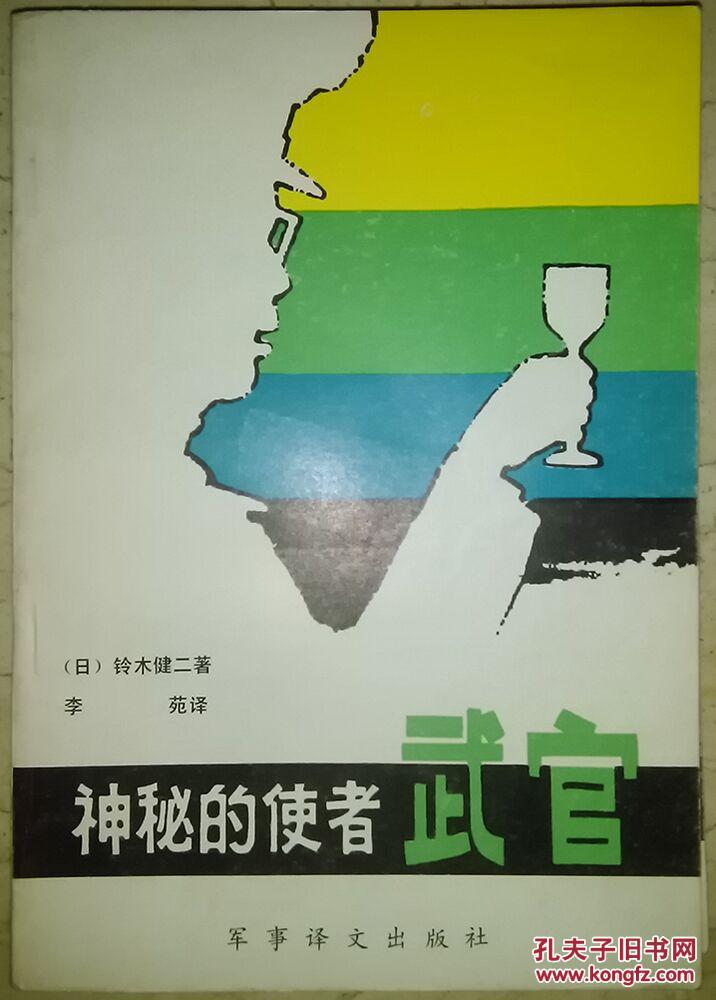 （日）铃木健二著
李 苑译
神秘的使者 武官
军事译文出版社
孔夫子旧书网
www.kongfz.com